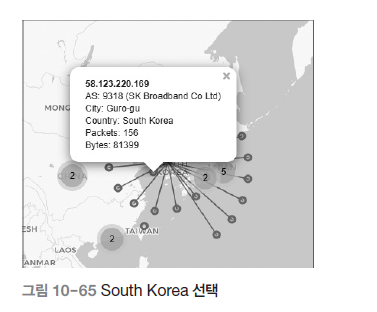 58.123.220.169
AS: 9318 (SK Broadband Co Ltd)
City: Guro-gu
Country: South Korea
Packets: 156
Bytes: 81399
MONG
KOREA
2
2
5
2
TAIWAN
ESH
LAOS
ANMAR
그림 10-65 South Korea 선택